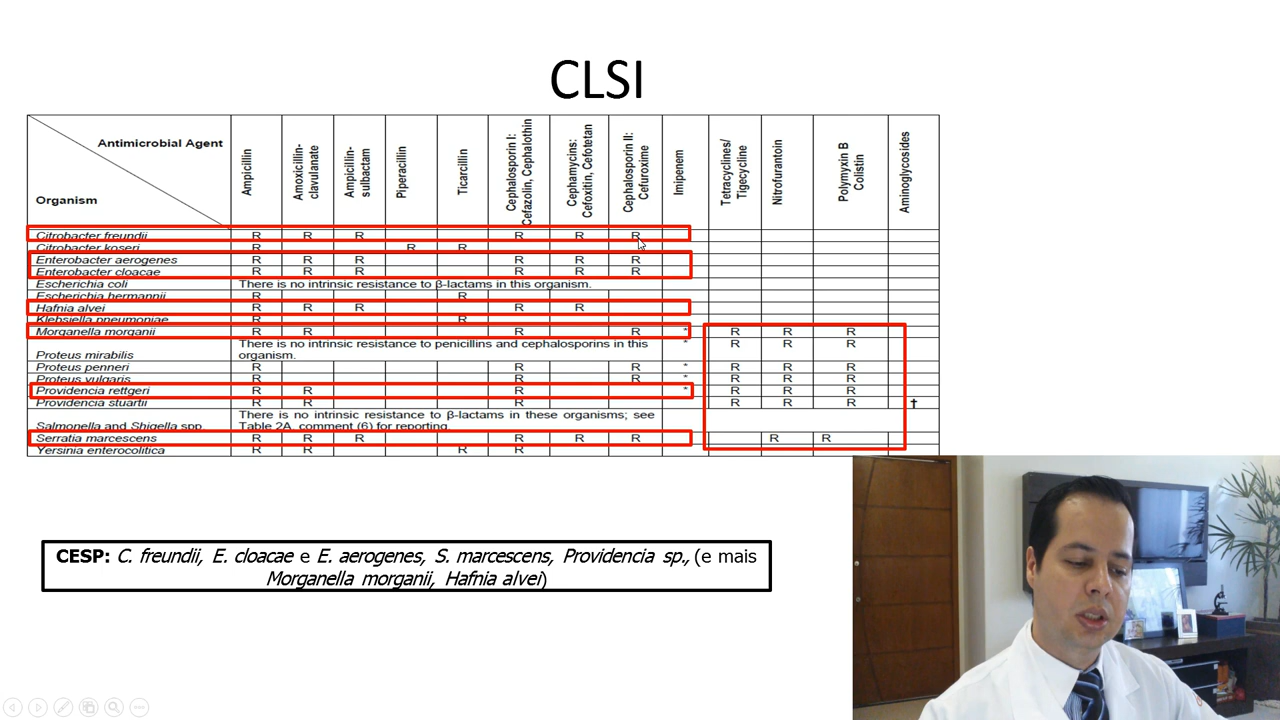 CLSI
Antimicrobial Agent
Organism
Ampicillin
Amoxicillin-
clavulanate
Ampicillin-
sulbactam
Piperacillin
Ticarcillin
Cephalosporin I:
Cefazolin, Cephalothin
Cephamycins:
Cefoxitin, Cefotetan
Cephalosporin II:
Cefuroxime
Imipenem
Tetracyclines/
Tigecycline
Nitrofurantoin
Polymyxin B
Colistin
Aminoglycosides
Citrobacter freundii R R R R R R
Citrobacter koseri R R R
Enterobacter aerogenes R R R R R R
Enterobacter cloacae R R R R R R
Escherichia coli There is no intrinsic resistance to β-lactams in this organism.
Escherichia hermannii R R
Hafnia alvei R R R R R
Klebsiella pneumoniae R R
Morganella morganii R R R R * R R R
There is no intrinsic resistance to penicillins and cephalosporins in this * R R R
Proteus mirabilis organism.
Proteus penneri R R R * R R R
Proteus vulgaris R R R * R R R
Providencia rettgeri R R R * R R R
Providencia stuartii R R R R R R †
There is no intrinsic resistance to β-lactams in these organisms; see
Salmonella and Shigella spp. Table 2A, comment (6) for reporting.
Serratia marcescens R R R R R R R R
Yersinia enterocolitica R R R R
CESP: C. freundii, E. cloacae e E. aerogenes, S. marcescens, Providencia sp., (e mais
Morganella morganii, Hafnia alvei)